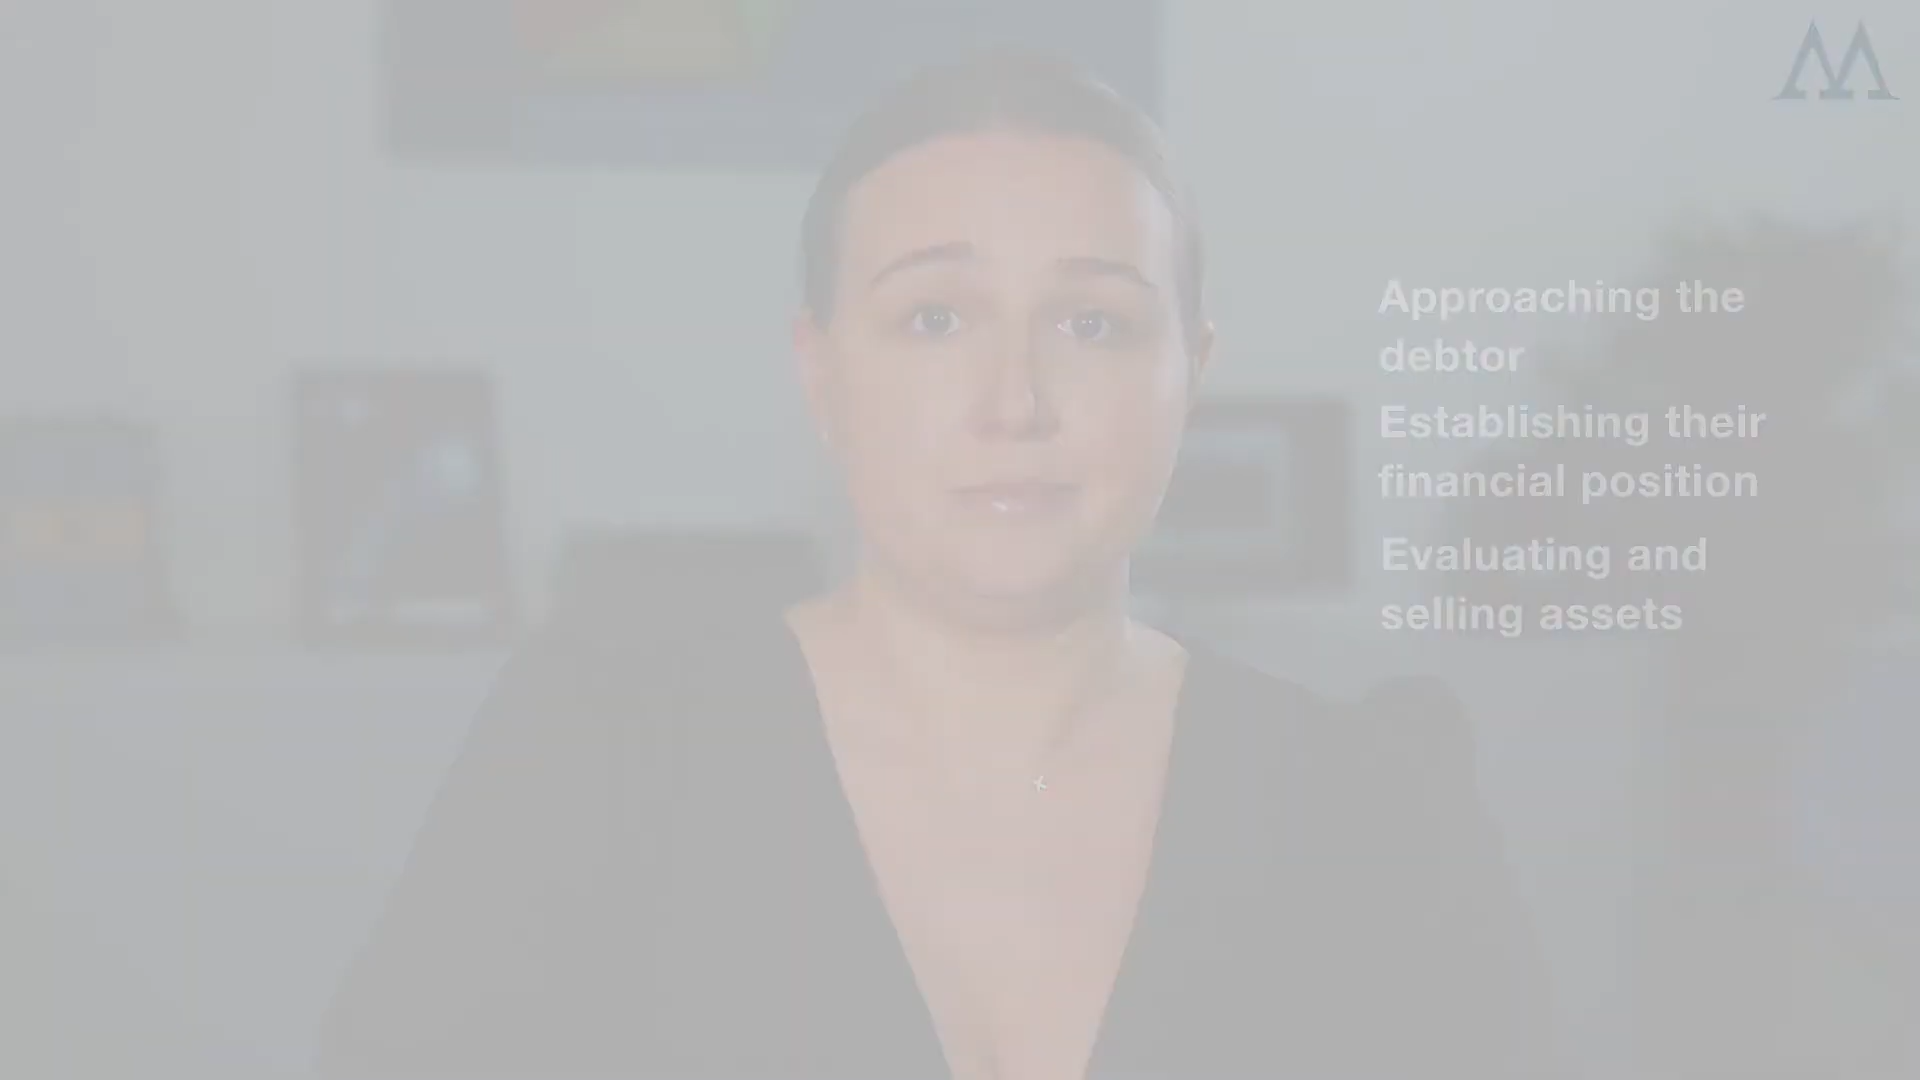 Approaching the
debtor
Establishing their
financial position
Evaluating and
selling assets